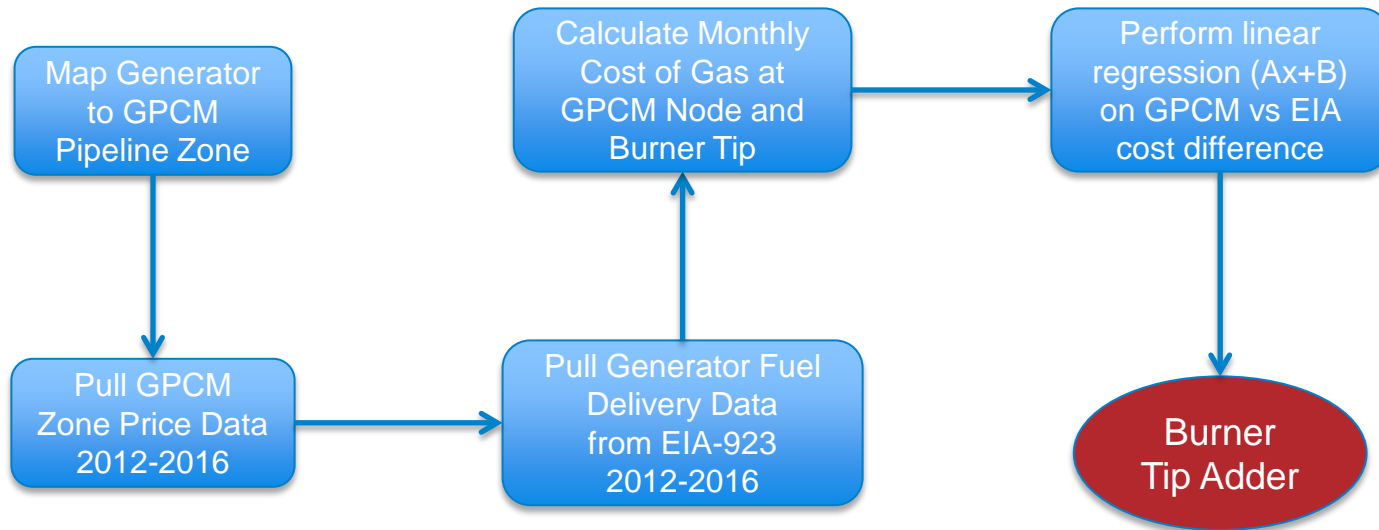 Map Generator
to GPCM
Pipeline Zone
Pull GPCM
Zone Price Data
2012-2016
Pull Generator Fuel
Delivery Data
from EIA-923
2012-2016
Calculate Monthly
Cost of Gas at
GPCM Node and
Burner Tip
Perform linear
regression (Ax+B)
on GPCM vs EIA
cost difference
Burner
Tip Adder